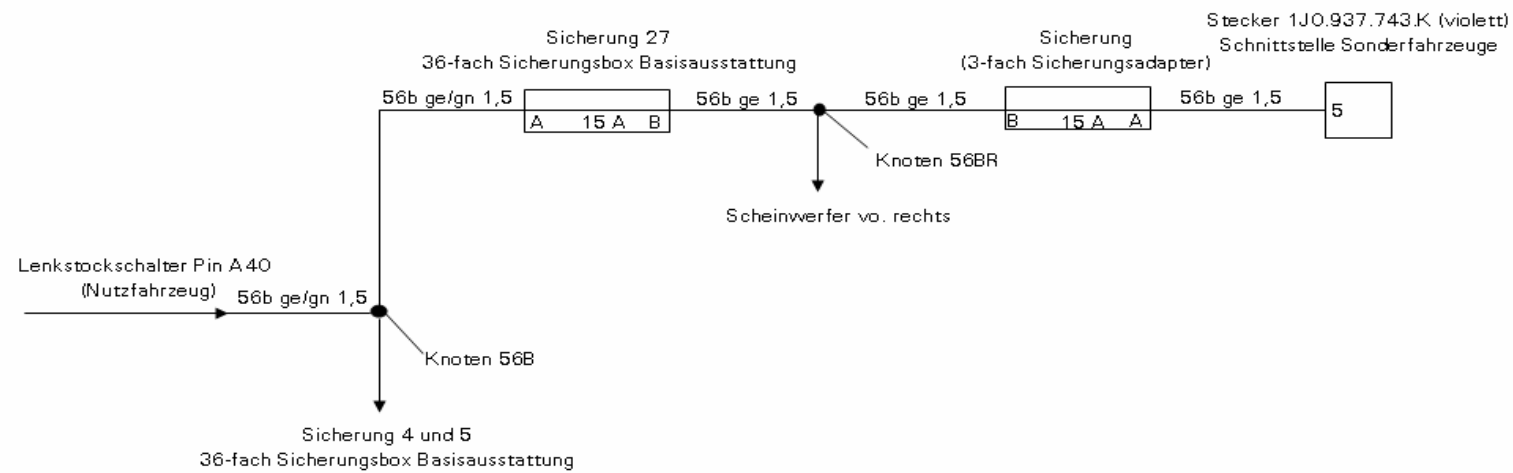 Stecker 1J0.937.743.K (violett)
Schnittstelle Sonderfahrzeuge
Sicherung 27
36-fach Sicherungsbox Basisausstattung
Sicherung
(3-fach Sicherungsadapter)
56b ge/gn 1,5
A 15 A B
56b ge 1,5
56b ge 1,5
B 15 A A
56b ge 1,5
5
Knoten 56BR
Scheinwerfer vo. rechts
Lenkstockschalter Pin A40
(Nutzfahrzeug)
56b ge/gn 1,5
Knoten 56B
Sicherung 4 und 5
36-fach Sicherungsbox Basisausstattung